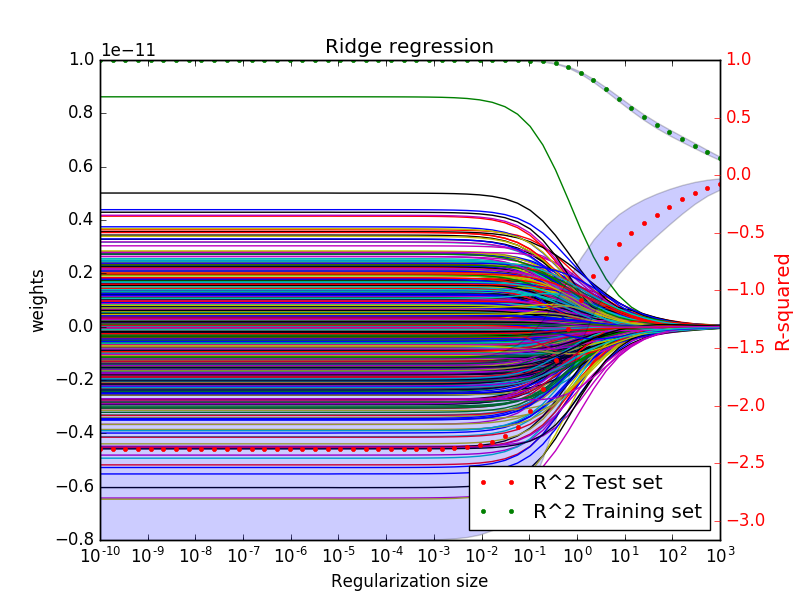 Ridge regression
1e−11
1.0
0.8
0.6
0.4
0.2
0.0
−0.2
−0.4
−0.6
−0.8
weights
1.0
0.5
0.0
−0.5
−1.0
−1.5
−2.0
−2.5
−3.0
R-squared
R^2 Test set
R^2 Training set
10^-10 10^-9 10^-8 10^-7 10^-6 10^-5 10^-4 10^-3 10^-2 10^-1 10^0 10^1 10^2 10^3
Regularization size